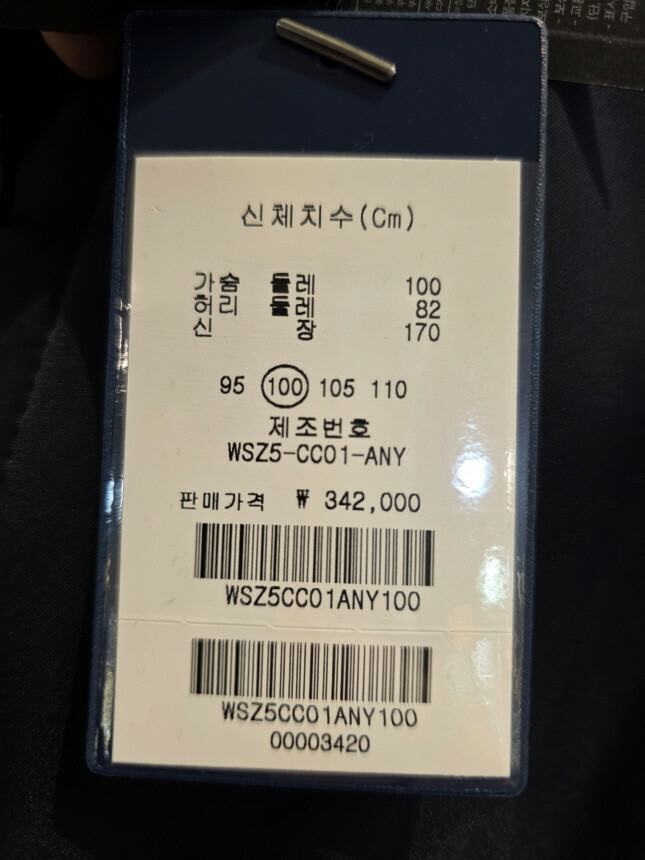 신체치수(Cm)
가슴 둘레 100
허리 둘레 82
신 장 170
95 100 105 110
제조번호
WSZ5-CC01-ANY
판매가격 ₩ 342,000
WSZ5CC01ANY100
WSZ5CC01ANY100
00003420